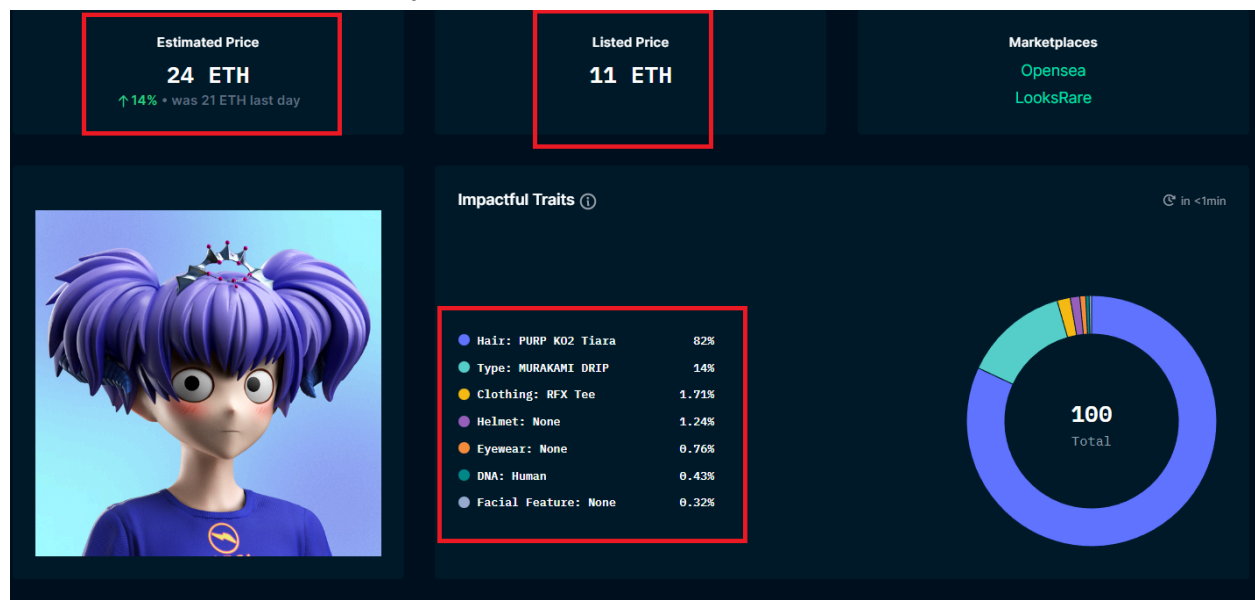 Estimated Price
24 ETH
↑14% • was 21 ETH last day
Listed Price
11 ETH
Marketplaces
Opensea
LooksRare
Impactful Traits
in <1min
Hair: PURP KO2 Tiara 82%
Type: MURAKAMI DRIP 14%
Clothing: RFX Tee 1.71%
Helmet: None 1.24%
Eyewear: None 0.76%
DNA: Human 0.43%
Facial Feature: None 0.32%
100
Total